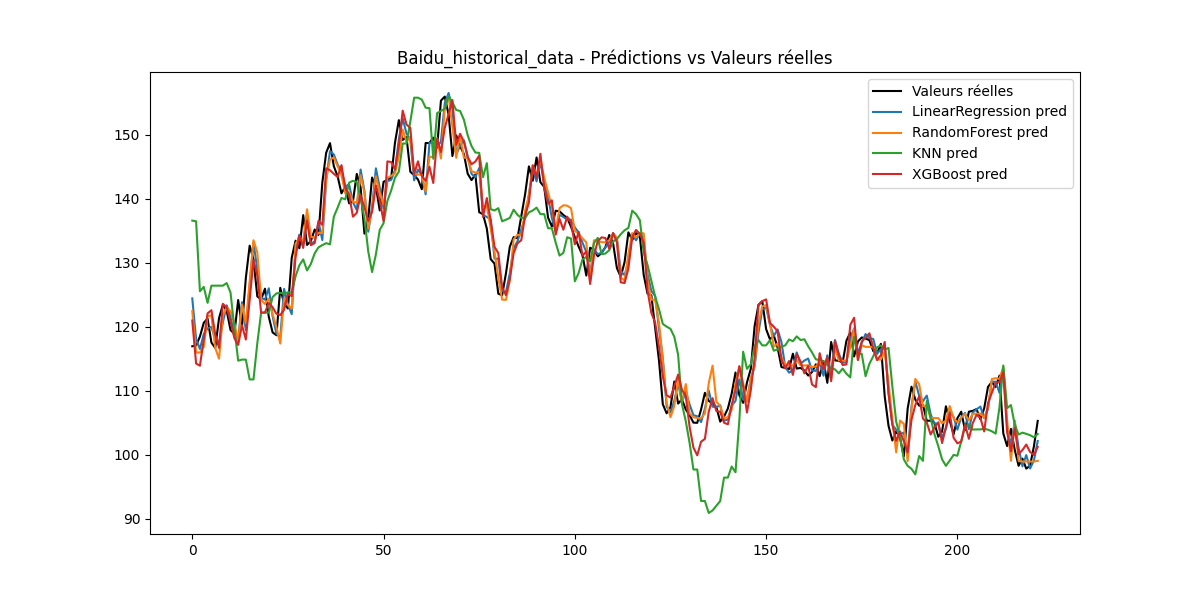 Baidu_historical_data - Prédictions vs Valeurs réelles
Valeurs réelles
LinearRegression pred
RandomForest pred
KNN pred
XGBoost pred
150
140
130
120
110
100
90
0 50 100 150 200